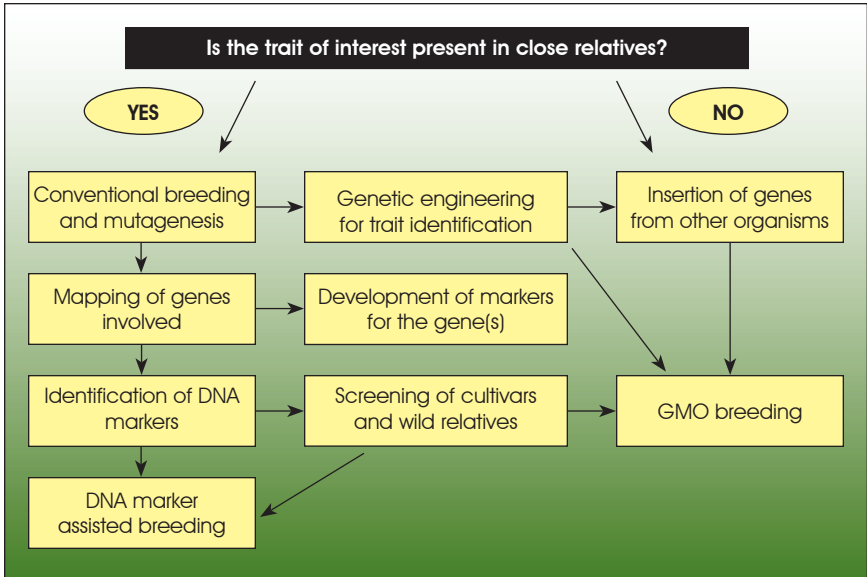 Is the trait of interest present in close relatives?
YES
NO
Conventional breeding
and mutagenesis
Genetic engineering
for trait identification
Insertion of genes
from other organisms
Mapping of genes
involved
Development of markers
for the gene(s)
Identification of DNA
markers
Screening of cultivars
and wild relatives
GMO breeding
DNA marker
assisted breeding